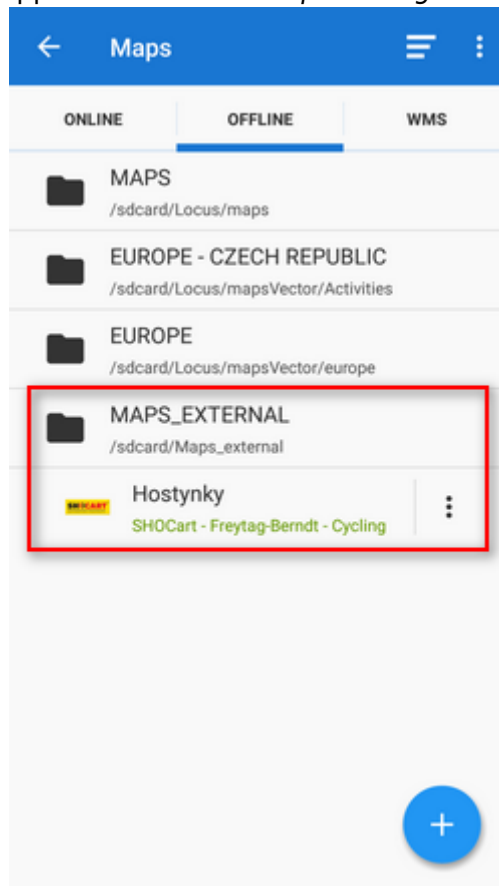 Maps
ONLINE OFFLINE WMS
MAPS
/sdcard/Locus/maps
EUROPE - CZECH REPUBLIC
/sdcard/Locus/mapsVector/Activities
EUROPE
/sdcard/Locus/mapsVector/europe
MAPS_EXTERNAL
/sdcard/Maps_external
Hostynky
SHOCART
SHOCart - Freytag-Berndt - Cycling